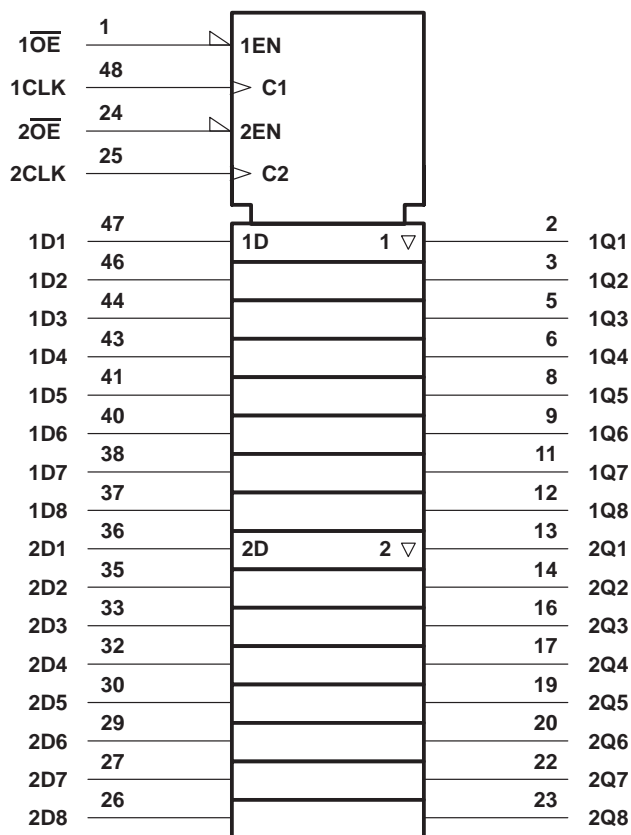 1O̅E̅ 1 1EN
1CLK 48 C1
2O̅E̅ 24 2EN
2CLK 25 C2
1D1 47 1D 1 ▽ 2 1Q1
1D2 46 3 1Q2
1D3 44 5 1Q3
1D4 43 6 1Q4
1D5 41 8 1Q5
1D6 40 9 1Q6
1D7 38 11 1Q7
1D8 37 12 1Q8
2D1 36 2D 2 ▽ 13 2Q1
2D2 35 14 2Q2
2D3 33 16 2Q3
2D4 32 17 2Q4
2D5 30 19 2Q5
2D6 29 20 2Q6
2D7 27 22 2Q7
2D8 26 23 2Q8